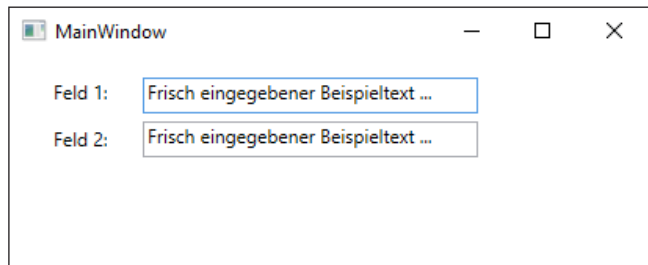 MainWindow
Feld 1: Frisch eingegebener Beispieltext ...
Feld 2: Frisch eingegebener Beispieltext ...